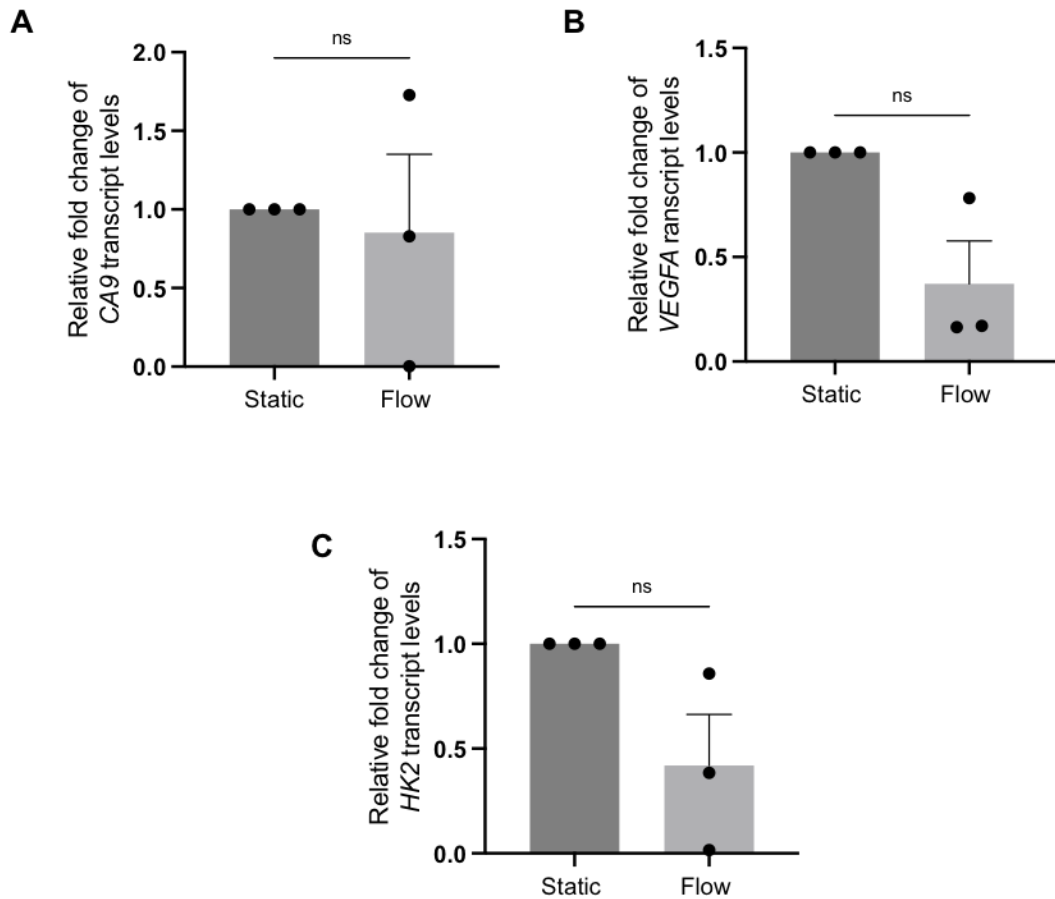 A
ns
Relative fold change of
CA9 transcript levels
2.0
1.5
1.0
0.5
0.0
Static Flow
B
ns
Relative fold change of
VEGFA ranscript levels
1.5
1.0
0.5
0.0
Static Flow
C
ns
Relative fold change of
HK2 transcript levels
1.5
1.0
0.5
0.0
Static Flow